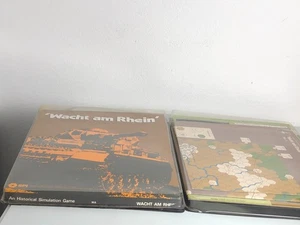 'Wacht am Rhein'
An Historical Simulation Game
WACHT AM RHEIN